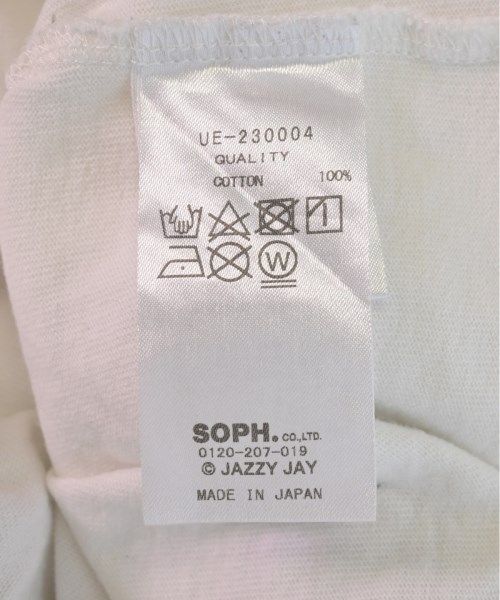 UE-230004
QUALITY
COTTON 100%
W
SOPH. CO.,LTD.
0120-207-019
© JAZZY JAY
MADE IN JAPAN